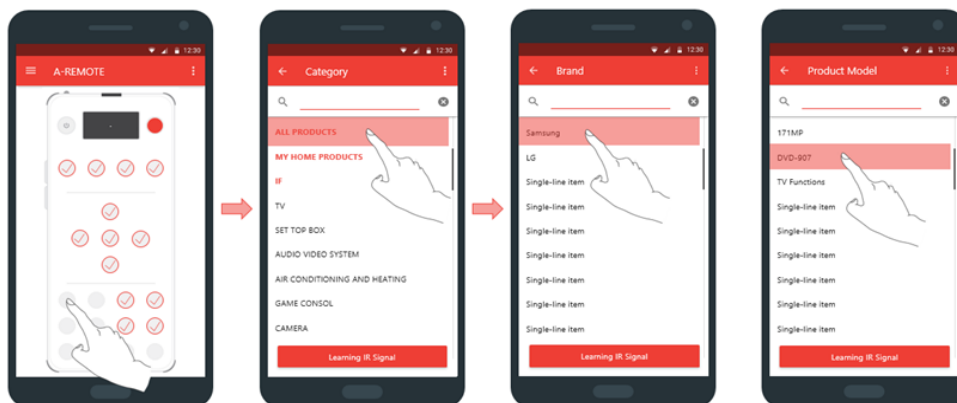 12:30
A-REMOTE
12:30
Category
ALL PRODUCTS
MY HOME PRODUCTS
IF
TV
SET TOP BOX
AUDIO VIDEO SYSTEM
AIR CONDITIONING AND HEATING
GAME CONSOL
CAMERA
Learning IR Signal
12:30
Brand
Samsung
LG
Single-line item
Single-line item
Single-line item
Single-line item
Single-line item
Single-line item
Single-line item
Learning IR Signal
12:30
Product Model
171MP
DVD-907
TV Functions
Single-line item
Single-line item
Single-line item
Single-line item
Single-line item
Single-line item
Learning IR Signal